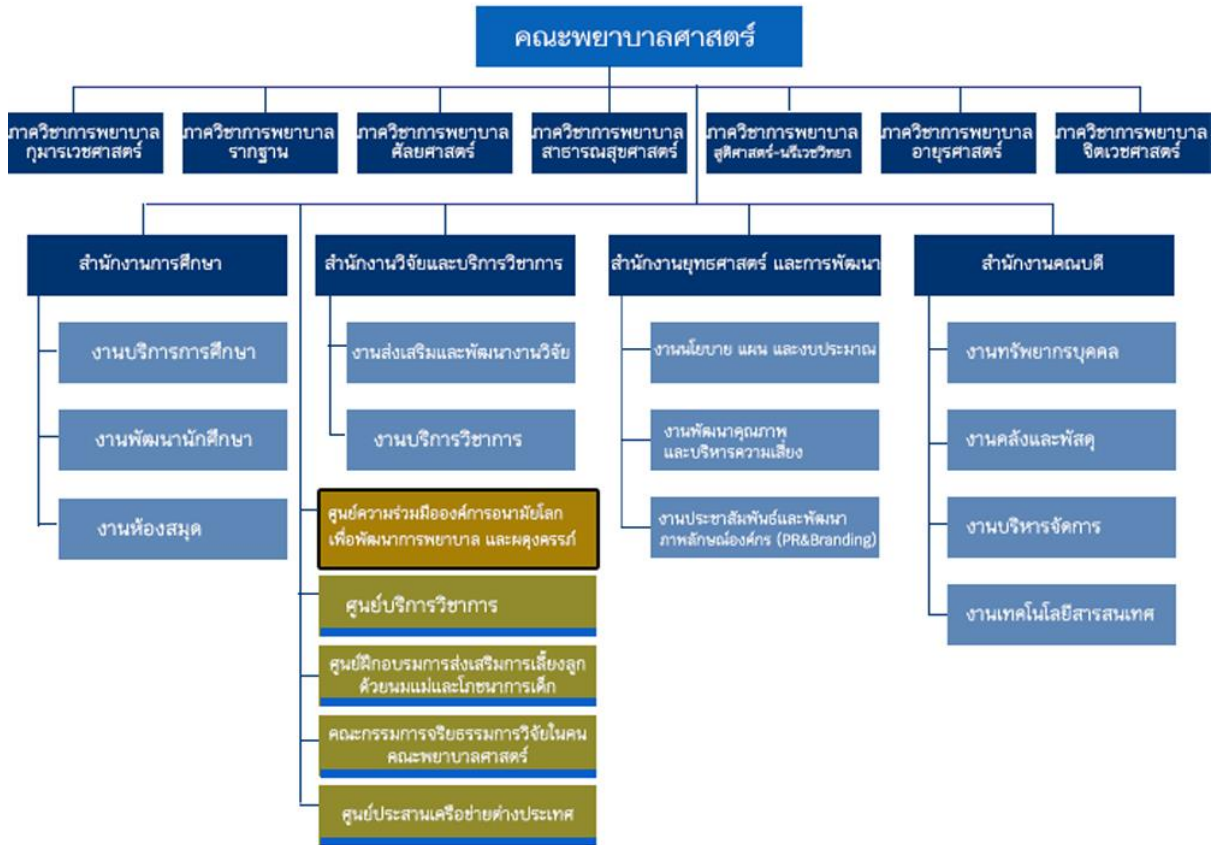 คณะพยาบาลศาสตร์
ภาควิชาการพยาบาล
กุมารเวชศาสตร์
ภาควิชาการพยาบาล
รากฐาน
ภาควิชาการพยาบาล
ศัลยศาสตร์
ภาควิชาการพยาบาล
สาธารณสุขศาสตร์
ภาควิชาการพยาบาล
สูติศาสตร์-นรีเวชวิทยา
ภาควิชาการพยาบาล
อายุรศาสตร์
ภาควิชาการพยาบาล
จิตเวชศาสตร์
สำนักงานการศึกษา
งานบริการการศึกษา
งานพัฒนานักศึกษา
งานห้องสมุด
สำนักงานวิจัยและบริการวิชาการ
งานส่งเสริมและพัฒนางานวิจัย
งานบริการวิชาการ
ศูนย์ความร่วมมือองค์การอนามัยโลก
เพื่อพัฒนาการพยาบาล และผดุงครรภ์
ศูนย์บริการวิชาการ
ศูนย์ฝึกอบรมการส่งเสริมการเลี้ยงลูก
ด้วยนมแม่และโภชนาการเด็ก
คณะกรรมการจริยธรรมการวิจัยในคน
คณะพยาบาลศาสตร์
ศูนย์ประสานเครือข่ายต่างประเทศ
สำนักงานยุทธศาสตร์ และการพัฒนา
งานนโยบาย แผน และงบประมาณ
งานพัฒนาคุณภาพ
และบริหารความเสี่ยง
งานประชาสัมพันธ์และพัฒนา
ภาพลักษณ์องค์กร (PR&Branding)
สำนักงานคณบดี
งานทรัพยากรบุคคล
งานคลังและพัสดุ
งานบริหารจัดการ
งานเทคโนโลยีสารสนเทศ